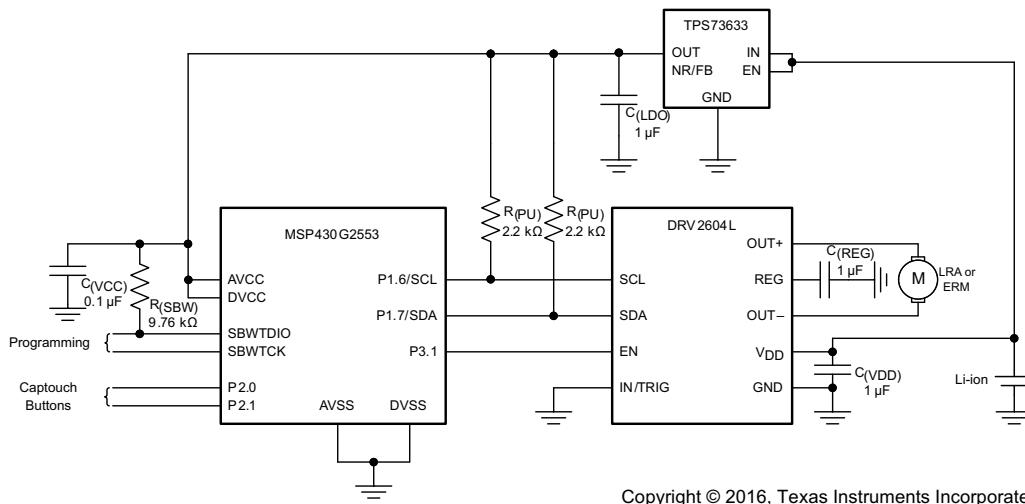 TPS73633
OUT
IN
NR/FB
EN
GND
C(LDO)
1 µF
R(PU)
2.2 kΩ
R(PU)
2.2 kΩ
MSP430G2553
AVCC
DVCC
SBWTDIO
SBWTCK
P2.0
P2.1
P1.6/SCL
P1.7/SDA
P3.1
AVSS
DVSS
C(VCC)
0.1 µF
R(SBW)
9.76 kΩ
Programming
Captouch
Buttons
DRV2604L
SCL
SDA
EN
IN/TRIG
OUT+
REG
OUT–
VDD
GND
C(REG)
1 µF
M
LRA or
ERM
C(VDD)
1 µF
Li-ion
Copyright © 2016, Texas Instruments Incorporate